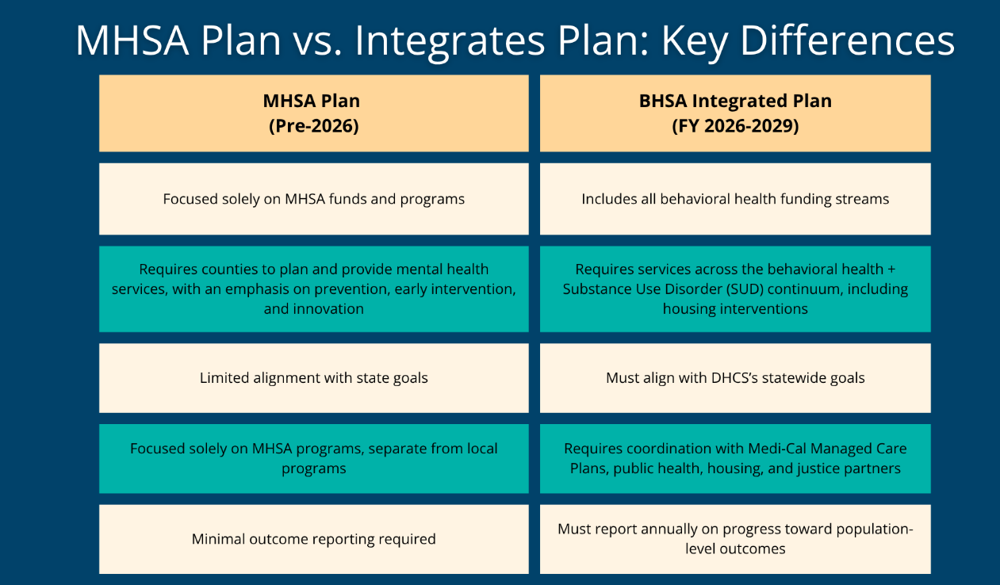 MHSA Plan vs. Integrates Plan: Key Differences
MHSA Plan
(Pre-2026)
BHSA Integrated Plan
(FY 2026-2029)
Focused solely on MHSA funds and programs
Includes all behavioral health funding streams
Requires counties to plan and provide mental health
services, with an emphasis on prevention, early intervention,
and innovation
Requires services across the behavioral health +
Substance Use Disorder (SUD) continuum, including
housing interventions
Limited alignment with state goals
Must align with DHCS’s statewide goals
Focused solely on MHSA programs, separate from local
programs
Requires coordination with Medi-Cal Managed Care
Plans, public health, housing, and justice partners
Minimal outcome reporting required
Must report annually on progress toward population-
level outcomes